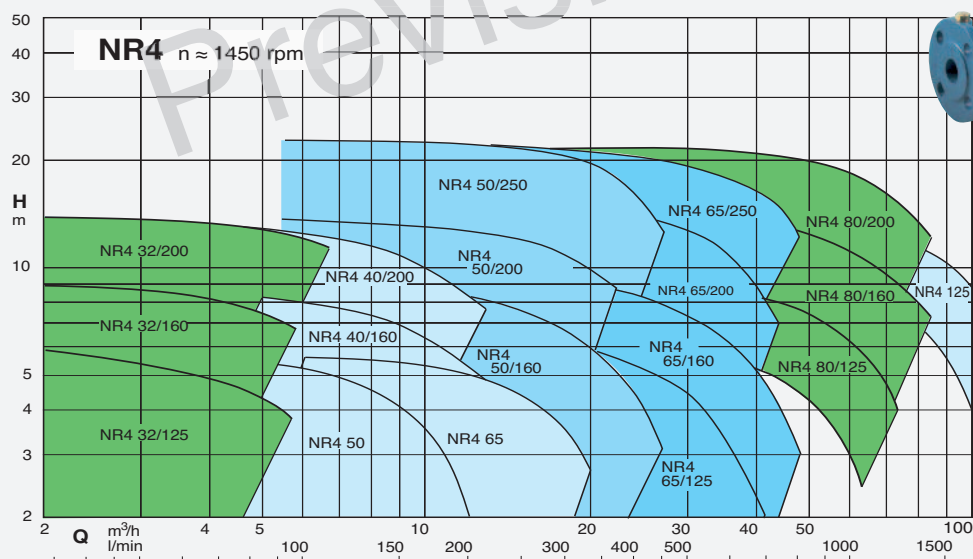 Previs
50
NR4 n ≈ 1450 rpm
40
30
20
H
m
10
5
4
3
2
NR4 50/250
NR4 65/250
NR4 80/200
NR4 32/200
NR4 40/200
NR4
50/200
NR4 65/200
NR4 80/160
NR4 125
NR4 32/160
NR4 40/160
NR4
50/160
NR4
65/160
NR4 80/125
NR4 32/125
NR4 50
NR4 65
NR4
65/125
2 3 4 5 10 20 30 40 50 100
Q m³/h
l/min 100 150 200 300 400 500 1000 1500